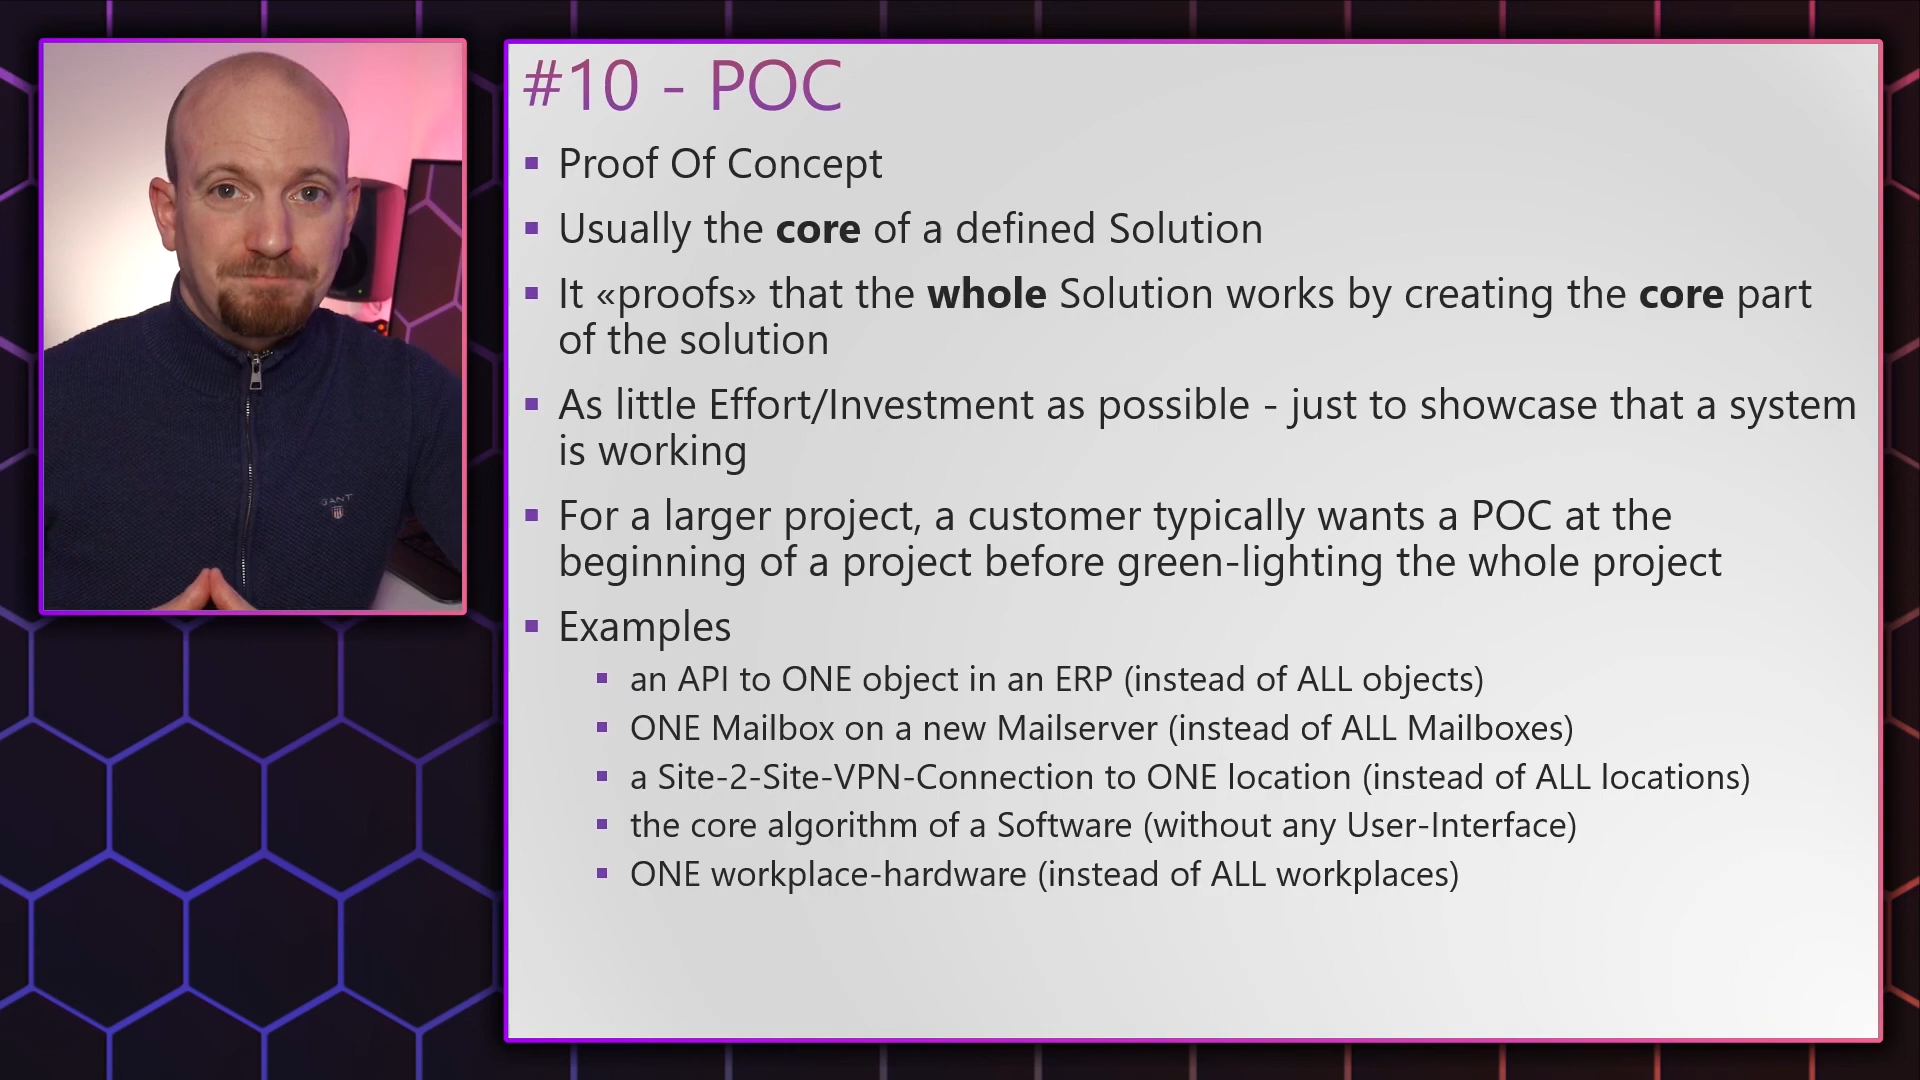 #10 - POC
Proof Of Concept
Usually the core of a defined Solution
It «proofs» that the whole Solution works by creating the core part
of the solution
As little Effort/Investment as possible - just to showcase that a system
is working
For a larger project, a customer typically wants a POC at the
beginning of a project before green-lighting the whole project
Examples
an API to ONE object in an ERP (instead of ALL objects)
ONE Mailbox on a new Mailserver (instead of ALL Mailboxes)
a Site-2-Site-VPN-Connection to ONE location (instead of ALL locations)
the core algorithm of a Software (without any User-Interface)
ONE workplace-hardware (instead of ALL workplaces)
GANT